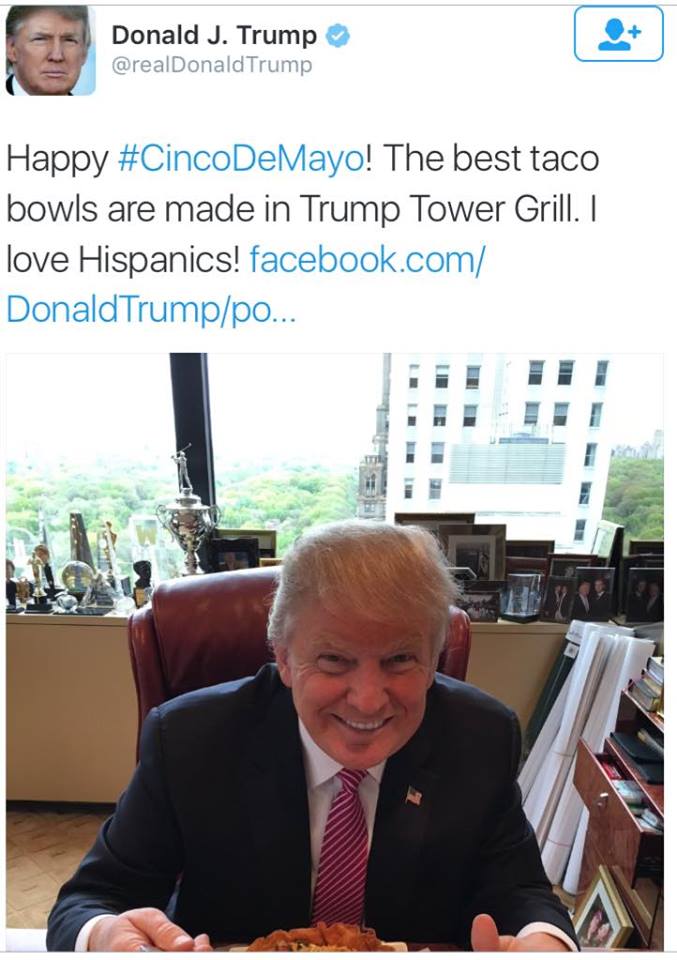 Donald J. Trump
@realDonaldTrump
Happy #CincoDeMayo! The best taco
bowls are made in Trump Tower Grill. I
love Hispanics! facebook.com/
DonaldTrump/po...